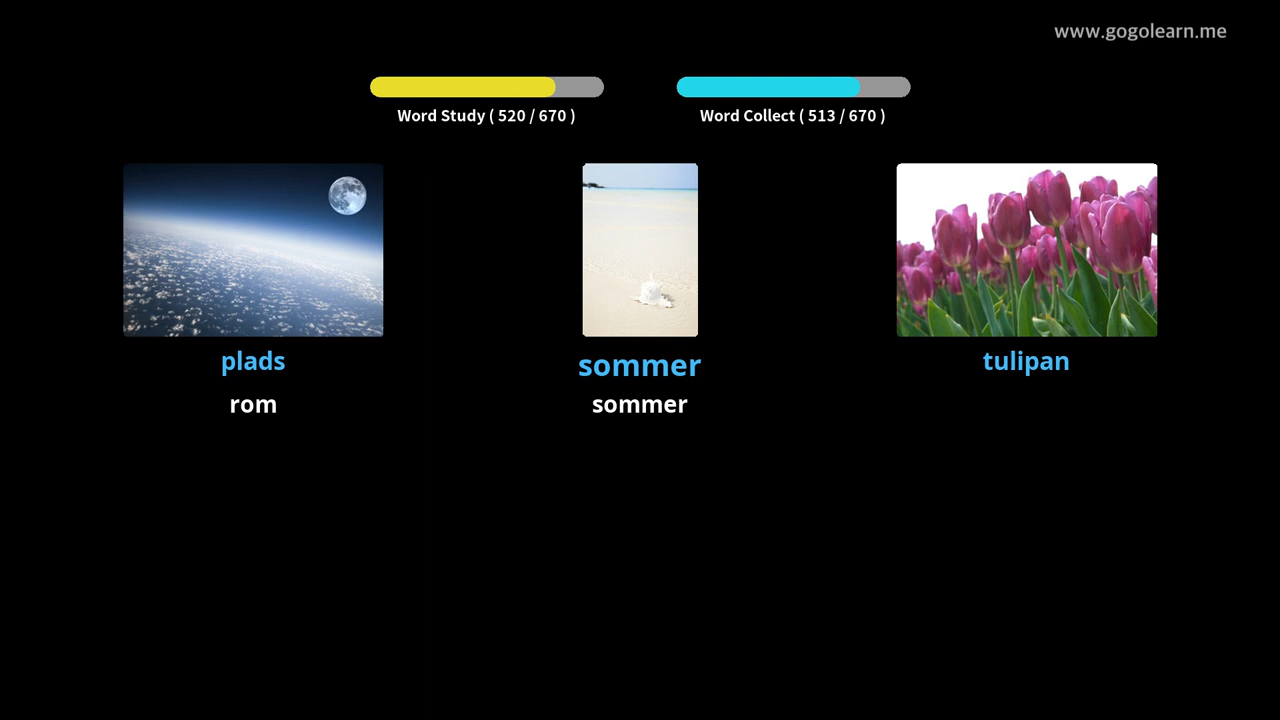 www.gogolearn.me
Word Study ( 520 / 670 )
Word Collect ( 513 / 670 )
plads
sommer
tulipan
rom
sommer